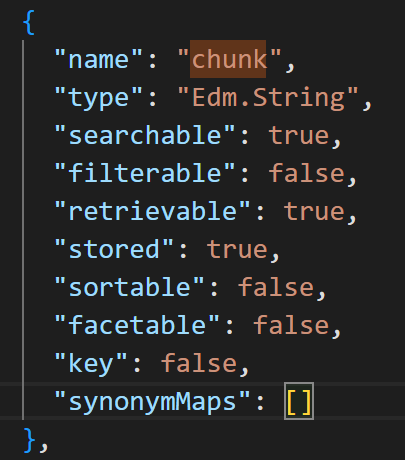 {
"name": "chunk",
"type": "Edm.String",
"searchable": true,
"filterable": false,
"retrievable": true,
"stored": true,
"sortable": false,
"facetable": false,
"key": false,
"synonymMaps": []
},